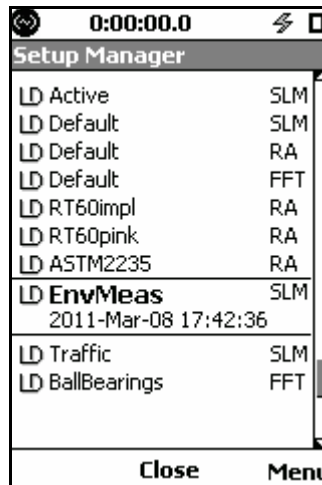 0:00:00.0
Setup Manager
LD Active SLM
LD Default SLM
LD Default RA
LD Default FFT
LD RT60impl RA
LD RT60pink RA
LD ASTM2235 RA
LD EnvMeas SLM
2011-Mar-08 17:42:36
LD Traffic SLM
LD BallBearings FFT
Close Menu